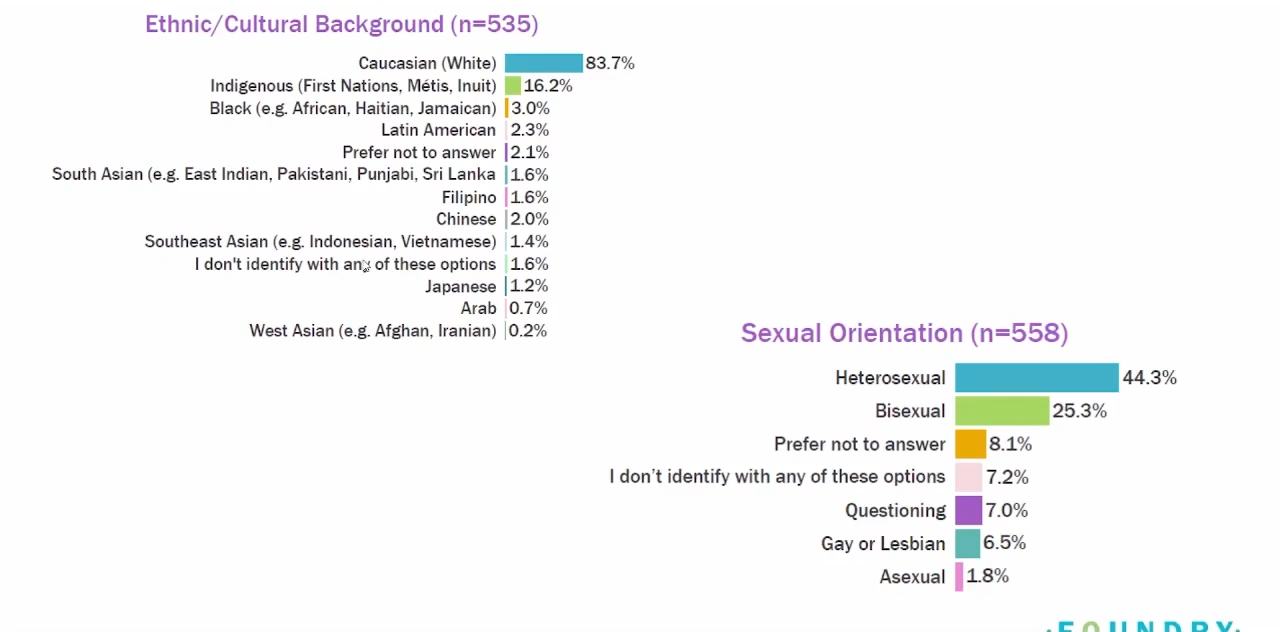 Ethnic/Cultural Background (n=535)
Caucasian (White) 83.7%
Indigenous (First Nations, Métis, Inuit) 16.2%
Black (e.g. African, Haitian, Jamaican) 3.0%
Latin American 2.3%
Prefer not to answer 2.1%
South Asian (e.g. East Indian, Pakistani, Punjabi, Sri Lanka 1.6%
Filipino 1.6%
Chinese 2.0%
Southeast Asian (e.g. Indonesian, Vietnamese) 1.4%
I don't identify with any of these options 1.6%
Japanese 1.2%
Arab 0.7%
West Asian (e.g. Afghan, Iranian) 0.2%
Sexual Orientation (n=558)
Heterosexual 44.3%
Bisexual 25.3%
Prefer not to answer 8.1%
I don’t identify with any of these options 7.2%
Questioning 7.0%
Gay or Lesbian 6.5%
Asexual 1.8%
FOUNDRY